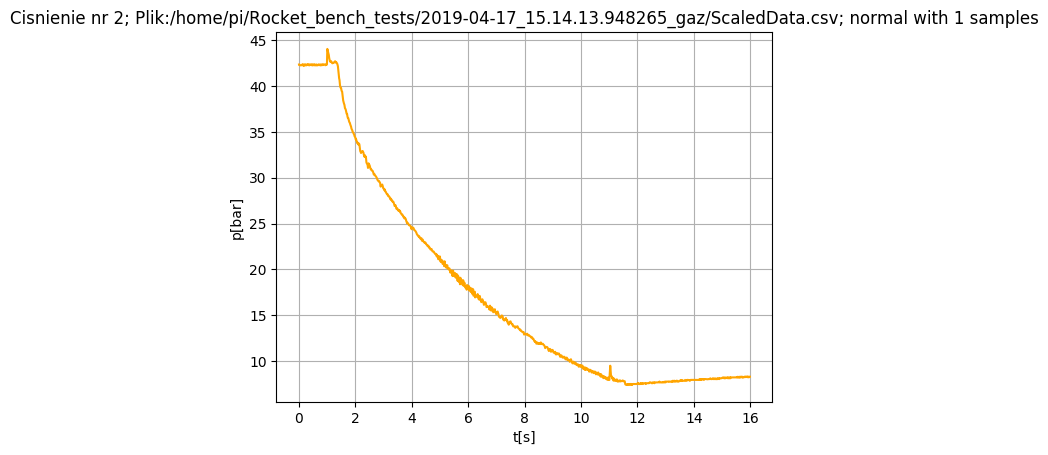 Cisnienie nr 2; Plik:/home/pi/Rocket_bench_tests/2019-04-17_15.14.13.948265_gaz/ScaledData.csv; normal with 1 samples
45
40
35
30
25
20
15
10
p[bar]
0 2 4 6 8 10 12 14 16
t[s]